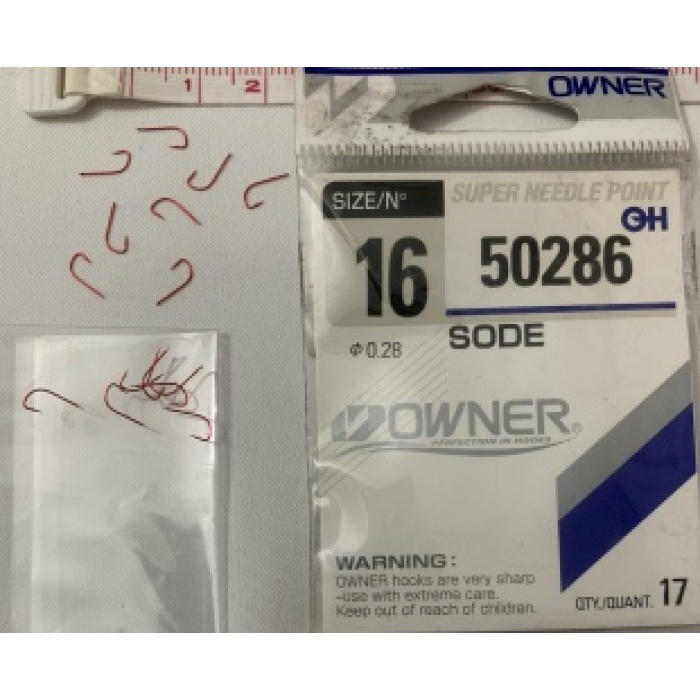 1 2
OWNER
SUPER NEEDLE POINT
SIZE/N°
16
50286
SODE
Φ0.28
OWNER®
PERFECTION IN HOOKS
WARNING:
OWNER hooks are very sharp
-use with extreme care.
Keep out of reach of children.
QTY./QUANT. 17